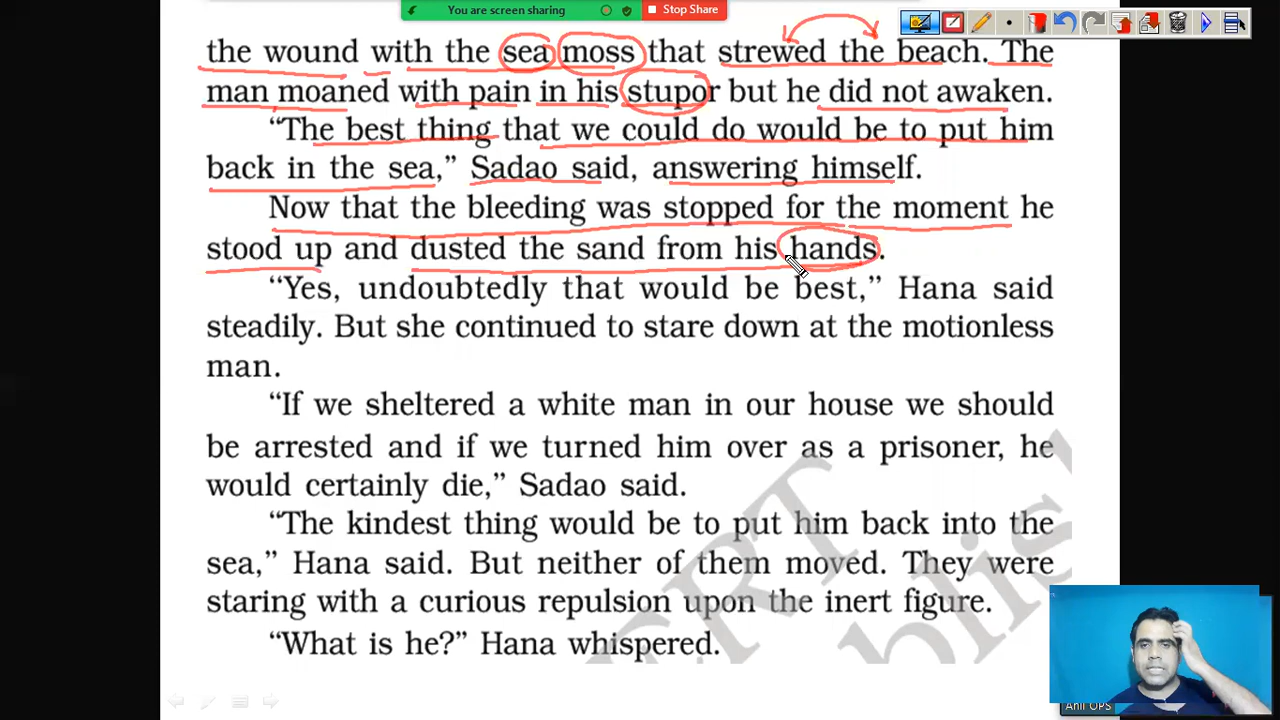 You are screen sharing
Stop Share
the wound with the sea moss that strewed the beach. The
man moaned with pain in his stupor but he did not awaken.
“The best thing that we could do would be to put him
back in the sea,” Sadao said, answering himself.
Now that the bleeding was stopped for the moment he
stood up and dusted the sand from his hands.
“Yes, undoubtedly that would be best,” Hana said
steadily. But she continued to stare down at the motionless
man.
“If we sheltered a white man in our house we should
be arrested and if we turned him over as a prisoner, he
would certainly die,” Sadao said.
“The kindest thing would be to put him back into the
sea,” Hana said. But neither of them moved. They were
staring with a curious repulsion upon the inert figure.
“What is he?” Hana whispered.
Anil OPS